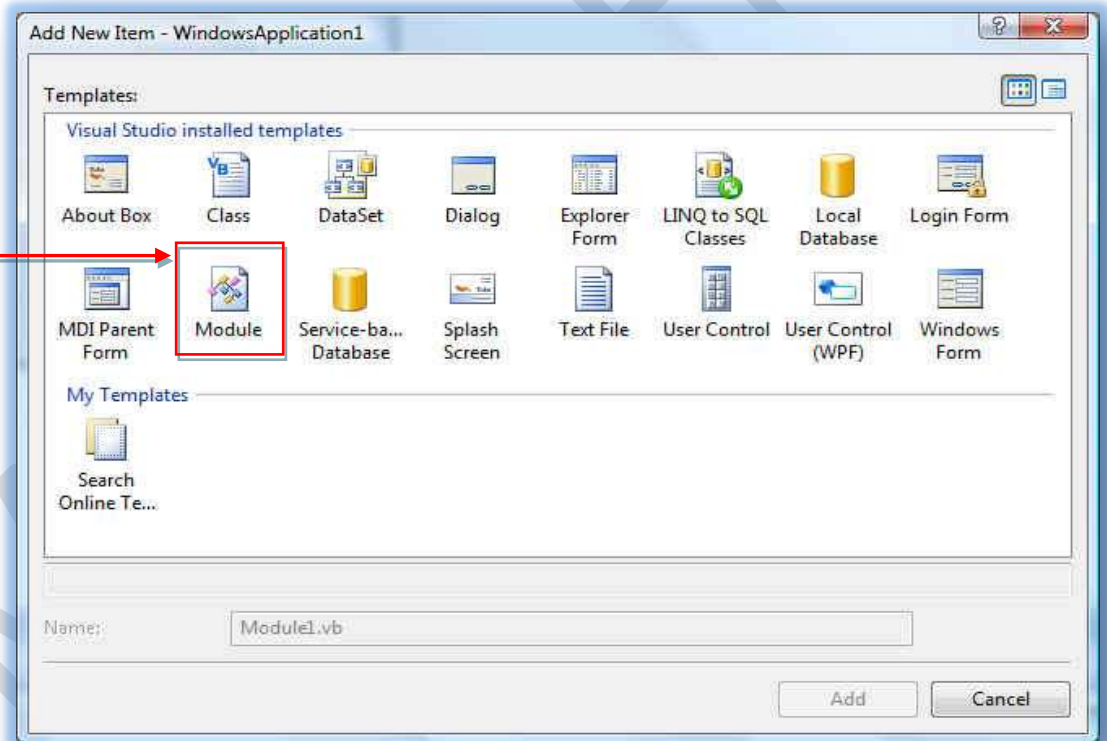 Add New Item - WindowsApplication1
Templates:
Visual Studio installed templates
About Box
Class
DataSet
Dialog
Explorer
Form
LINQ to SQL
Classes
Local
Database
Login Form
MDI Parent
Form
Module
Service-ba...
Database
Splash
Screen
Text File
User Control
User Control
(WPF)
Windows
Form
My Templates
Search
Online Te...
Name:
Module1.vb
Add
Cancel